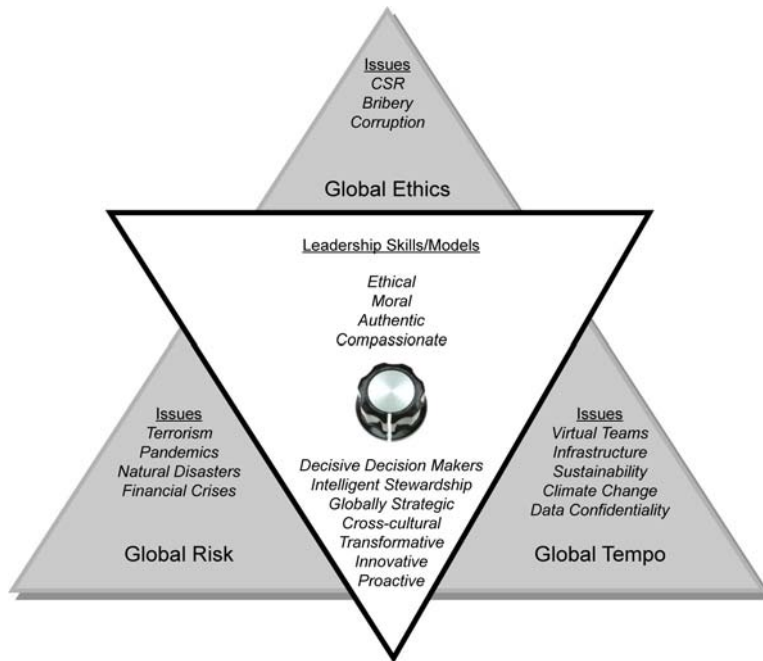 Issues
CSR
Bribery
Corruption
Global Ethics
Leadership Skills/Models
Ethical
Moral
Authentic
Compassionate
Issues
Terrorism
Pandemics
Natural Disasters
Financial Crises
Global Risk
Decisive Decision Makers
Intelligent Stewardship
Globally Strategic
Cross-cultural
Transformative
Innovative
Proactive
Issues
Virtual Teams
Infrastructure
Sustainability
Climate Change
Data Confidentiality
Global Tempo